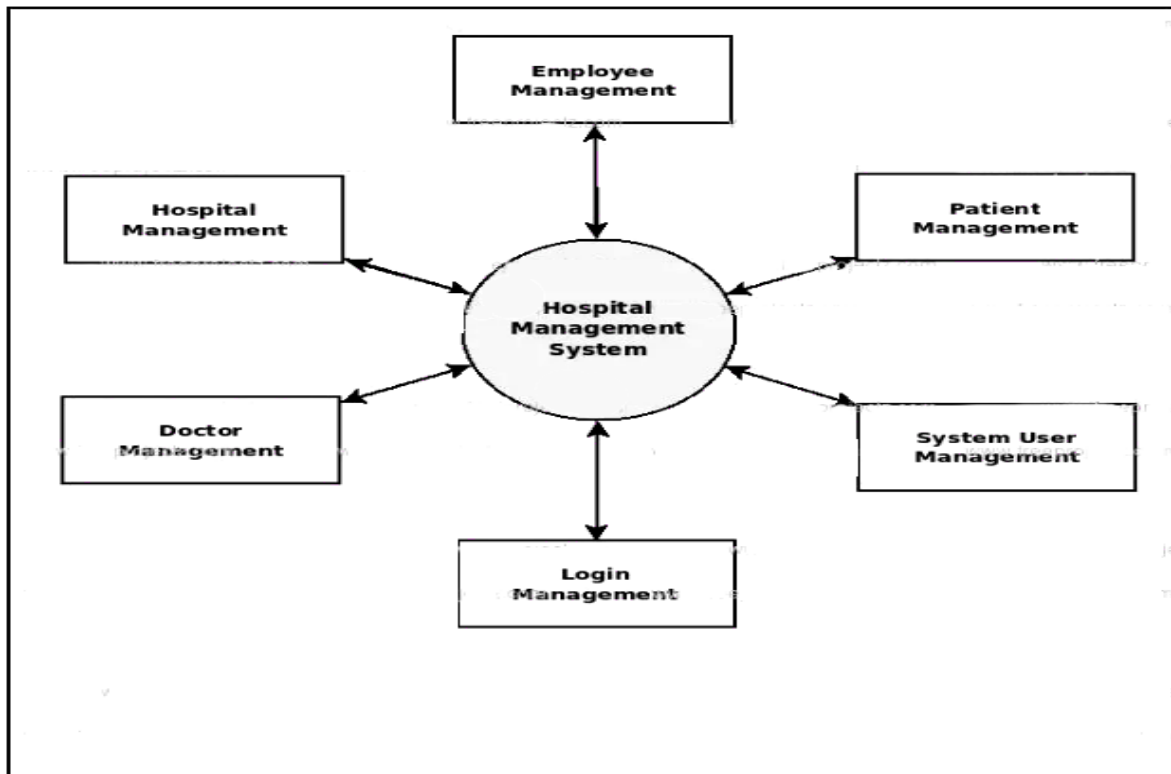 Employee
Management
Hospital
Management
Patient
Management
Hospital
Management
System
Doctor
Management
System User
Management
Login
Management